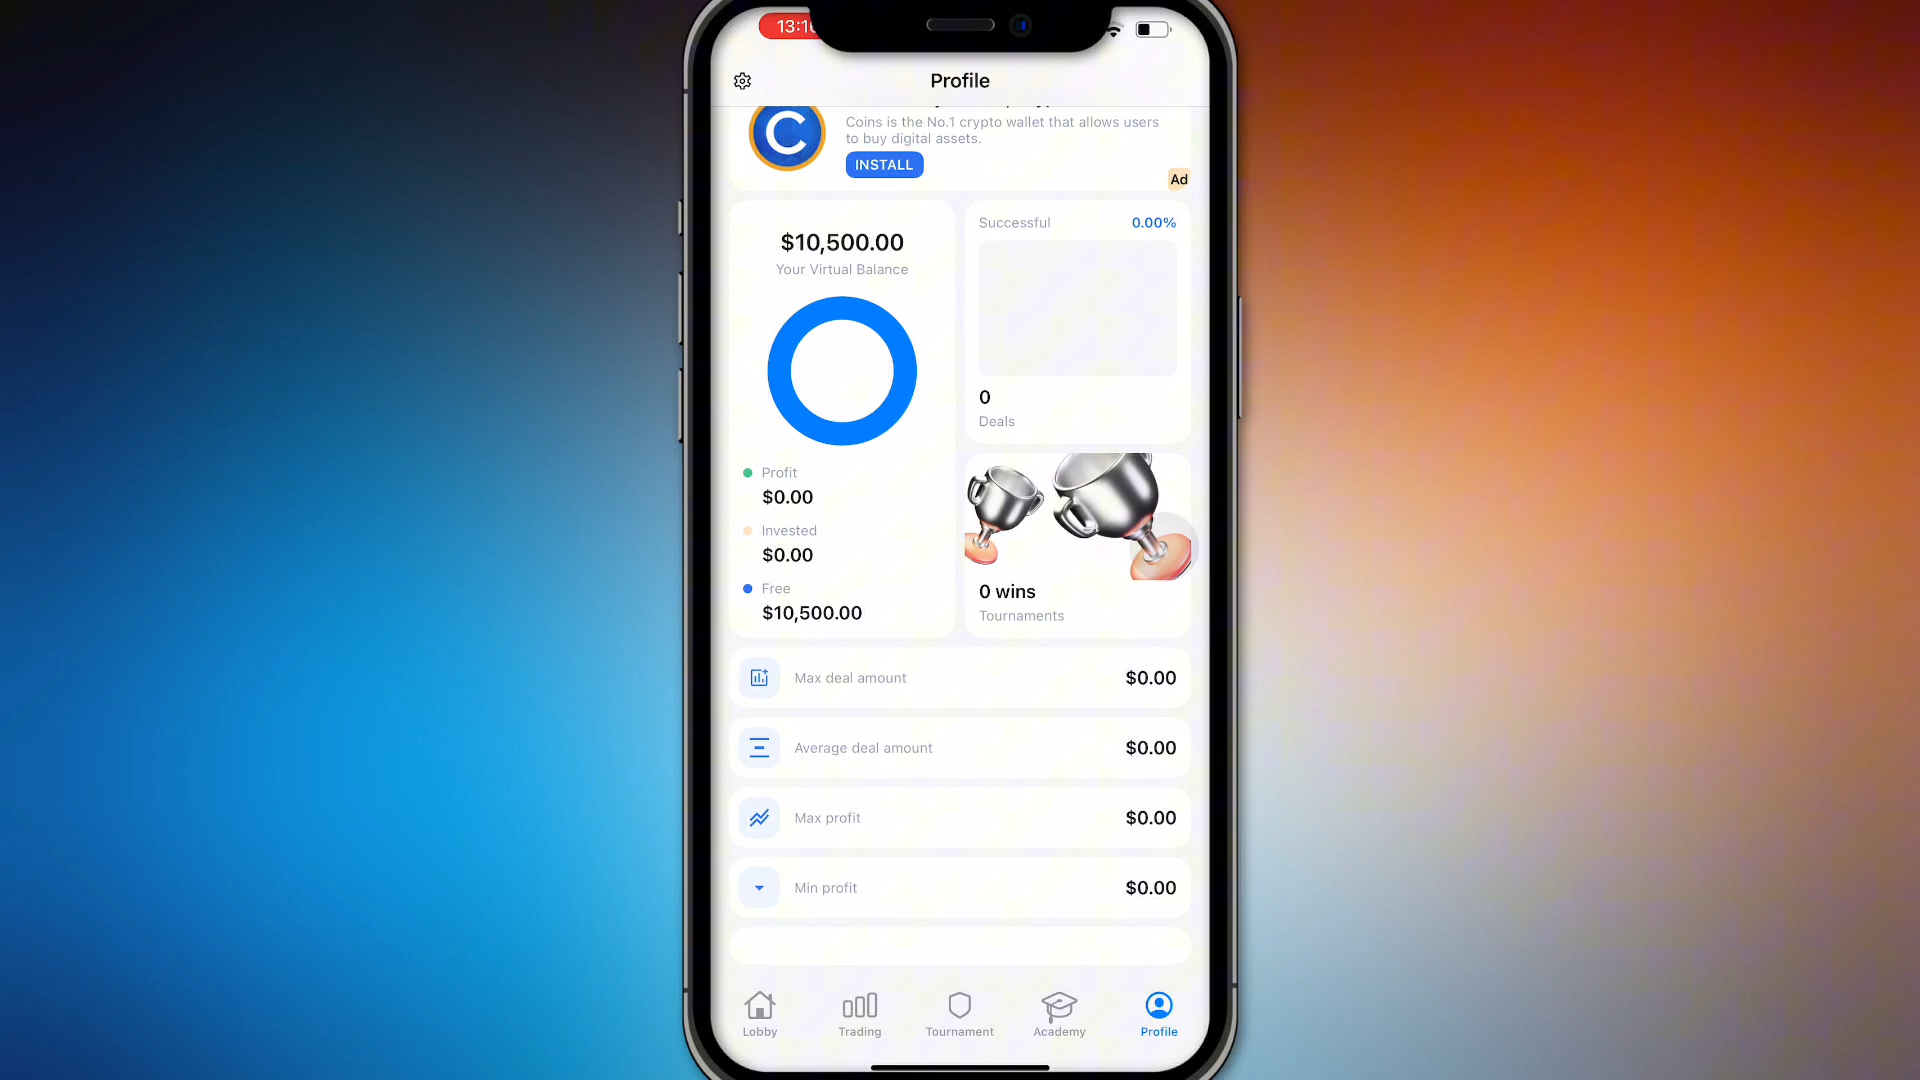 Profile
Coins is the No.1 crypto wallet that allows users
to buy digital assets.
INSTALL
Ad
$10,500.00
Your Virtual Balance
Profit
$0.00
Invested
$0.00
Free
$10,500.00
Successful 0.00%
0
Deals
0 wins
Tournaments
Max deal amount $0.00
Average deal amount $0.00
Max profit $0.00
Min profit $0.00
Lobby Trading Tournament Academy Profile